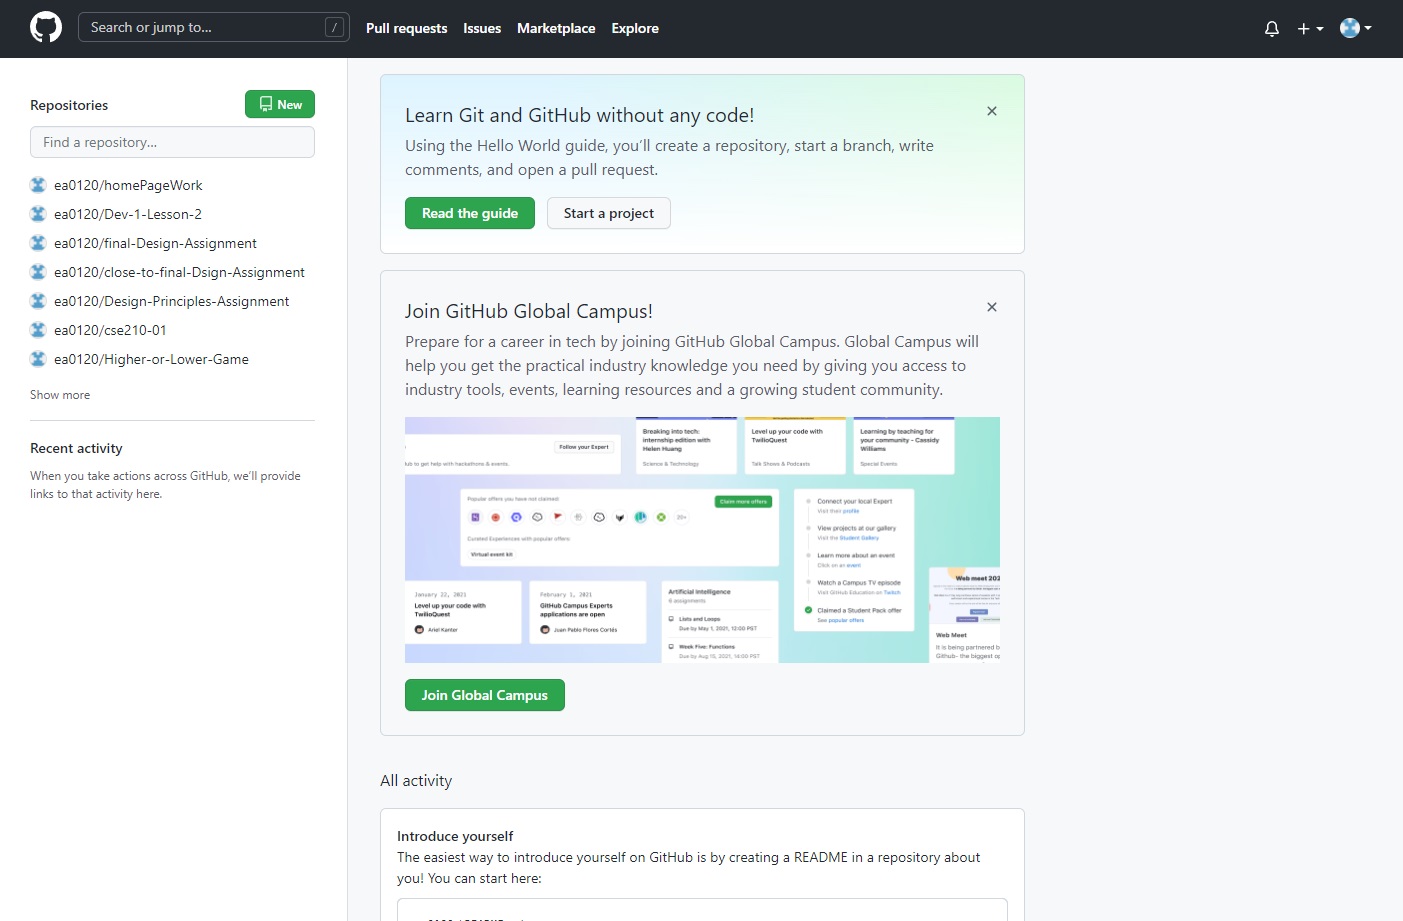 Search or jump to... /
Pull requests
Issues
Marketplace
Explore
Repositories
New
Find a repository...
ea0120/homePageWork
ea0120/Dev-1-Lesson-2
ea0120/final-Design-Assignment
ea0120/close-to-final-Dsign-Assignment
ea0120/Design-Principles-Assignment
ea0120/cse210-01
ea0120/Higher-or-Lower-Game
Show more
Recent activity
When you take actions across GitHub, we'll provide
links to that activity here.
Learn Git and GitHub without any code!
Using the Hello World guide, you'll create a repository, start a branch, write
comments, and open a pull request.
Read the guide
Start a project
Join GitHub Global Campus!
Prepare for a career in tech by joining GitHub Global Campus. Global Campus will
help you get the practical industry knowledge you need by giving you access to
industry tools, events, learning resources and a growing student community.
Follow your Expert
to get help with hackathons & events.
Breaking into tech:
internship edition with
Helen Huang
Science & Technology
Level up your code with
TwilioQuest
Talk Shows & Podcasts
Learning by teaching for
your community - Cassidy
Williams
Special Events
Popular offers you have not claimed:
Claim more offers
Curated Experiences with popular offers:
Virtual event kit
Connect your local Expert
Visit their profile
View projects at our gallery
Visit the Student Gallery
Learn more about an event
Click on an event
Watch a Campus TV episode
Visit GitHub Education on Twitch
Claimed a Student Pack offer
See popular offers
January 22, 2021
Level up your code with
TwilioQuest
Ariel Kanter
February 1, 2021
GitHub Campus Experts
applications are open
Juan Pablo Flores Cortés
Artificial Intelligence
6 assignments
Lists and Loops
Due by May 1, 2021, 12:00 PST
Week Five: Functions
Due by Aug 15, 2021, 14:00 PST
Web meet 202
Web Meet
It is being partnered b
Github- the biggest op
Join Global Campus
All activity
Introduce yourself
The easiest way to introduce yourself on GitHub is by creating a README in a repository about
you! You can start here: